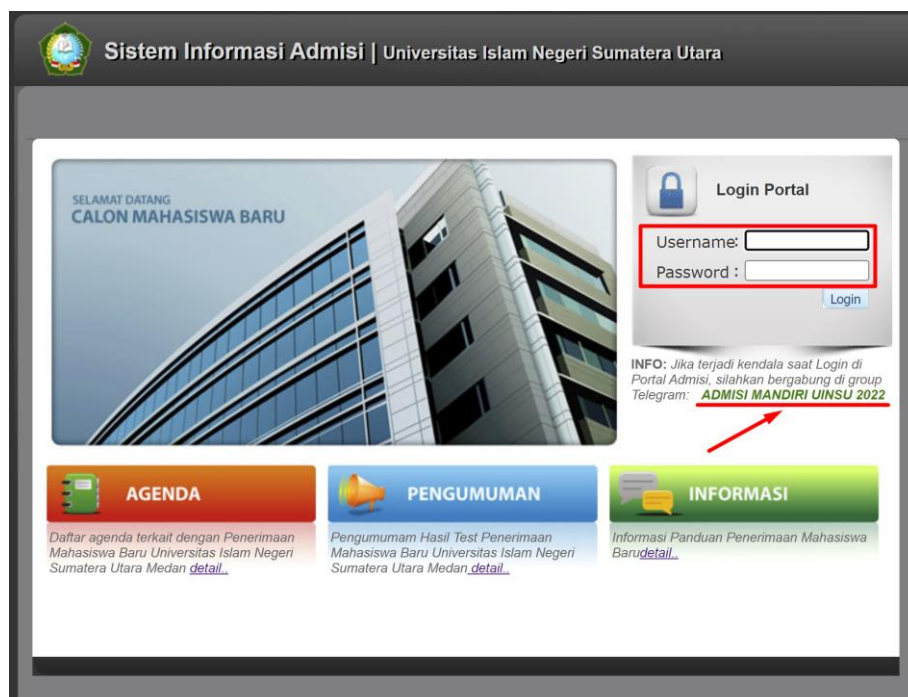 Sistem Informasi Admisi | Universitas Islam Negeri Sumatera Utara
SELAMAT DATANG
CALON MAHASISWA BARU
Login Portal
Username:
Password :
Login
INFO: Jika terjadi kendala saat Login di
Portal Admisi, silahkan bergabung di group
Telegram: ADMISI MANDIRI UINSU 2022
AGENDA
Daftar agenda terkait dengan Penerimaan
Mahasiswa Baru Universitas Islam Negeri
Sumatera Utara Medan detail..
PENGUMUMAN
Pengumumam Hasil Test Penerimaan
Mahasiswa Baru Universitas Islam Negeri
Sumatera Utara Medan detail..
INFORMASI
Informasi Panduan Penerimaan Mahasiswa
Barudetail..